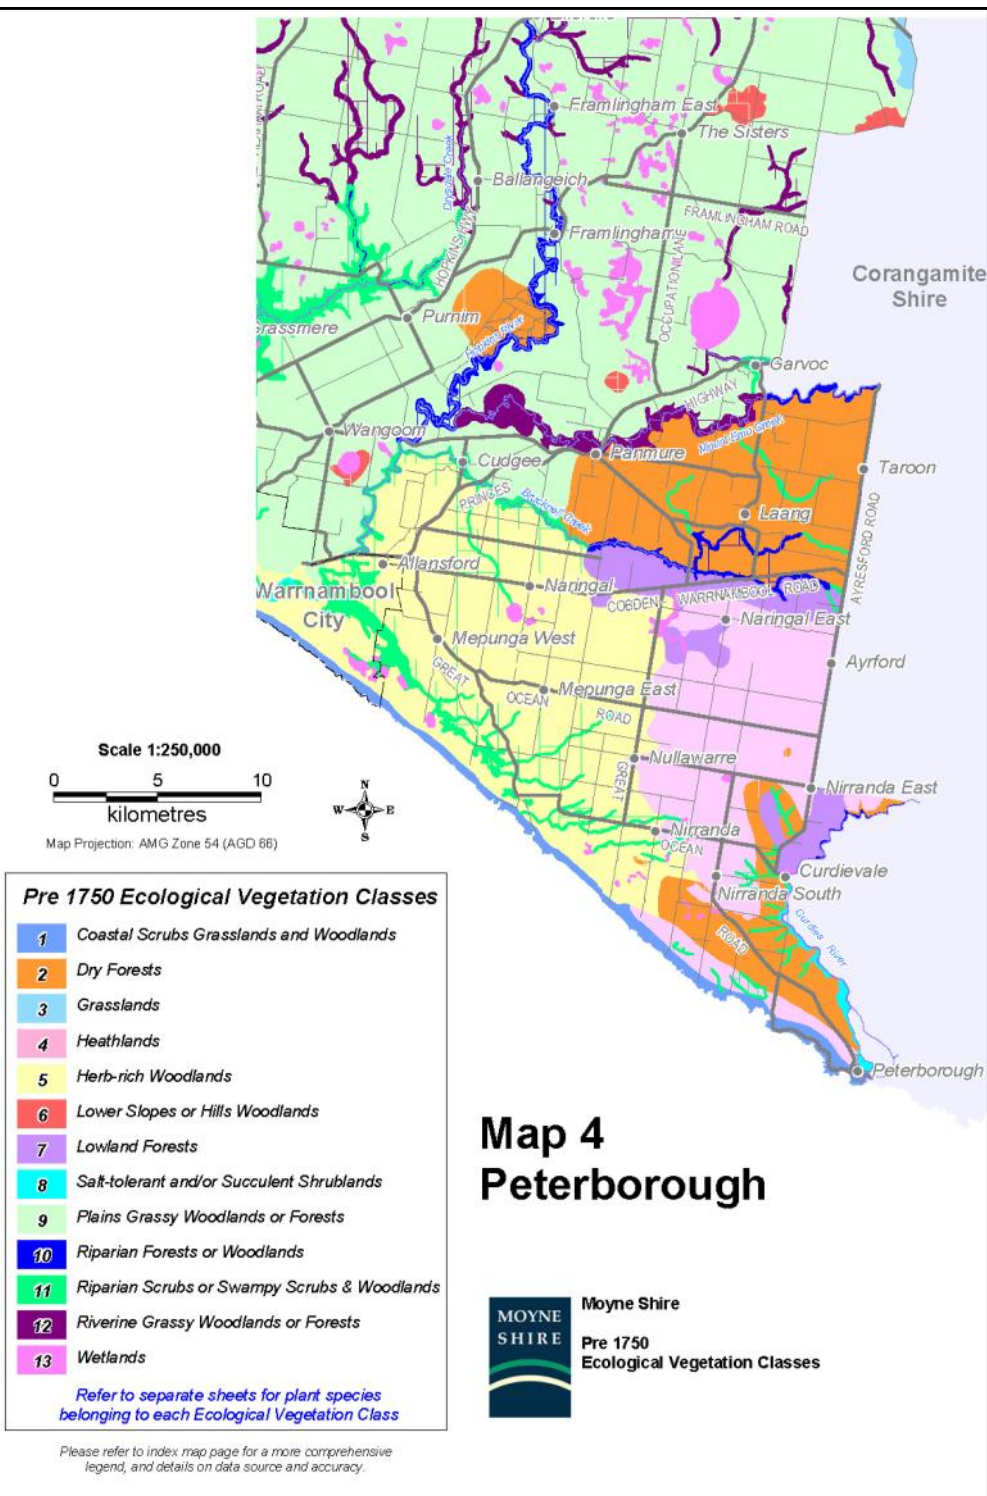 Framlingham East
The Sisters
Drysdale Creek
Ballangeich
HOPKINS HWY
FRAMLINGHAM ROAD
Framlingham
OCCUPATION LANE
Corangamite
Shire
Purnim
Grassmere
Hopkins River
Garvoc
HIGHWAY
Mount Emu Creek
Wangoom
Panmure
Cudgee
Taroon
PRINCES
Brucknell Creek
Laang
AYRESFORD ROAD
Allansford
Warrnambool
City
Naringal
COBDEN - WARRNAMBOOL ROAD
Naringal East
Mepunga West
Ayrford
GREAT
OCEAN
ROAD
Mepunga East
Nullawarre
GREAT
Nirranda East
Nirranda
OCEAN
Curdievale
Nirranda South
ROAD
Curdies River
Peterborough
Scale 1:250,000
0 5 10
kilometres
N
W E
S
Map Projection: AMG Zone 54 (AGD 66)
Pre 1750 Ecological Vegetation Classes
1 Coastal Scrubs Grasslands and Woodlands
2 Dry Forests
3 Grasslands
4 Heathlands
5 Herb-rich Woodlands
6 Lower Slopes or Hills Woodlands
7 Lowland Forests
8 Salt-tolerant and/or Succulent Shrublands
9 Plains Grassy Woodlands or Forests
10 Riparian Forests or Woodlands
11 Riparian Scrubs or Swampy Scrubs & Woodlands
12 Riverine Grassy Woodlands or Forests
13 Wetlands
Refer to separate sheets for plant species
belonging to each Ecological Vegetation Class
Please refer to index map page for a more comprehensive
legend, and details on data source and accuracy.
Map 4
Peterborough
MOYNE
SHIRE
Moyne Shire
Pre 1750
Ecological Vegetation Classes